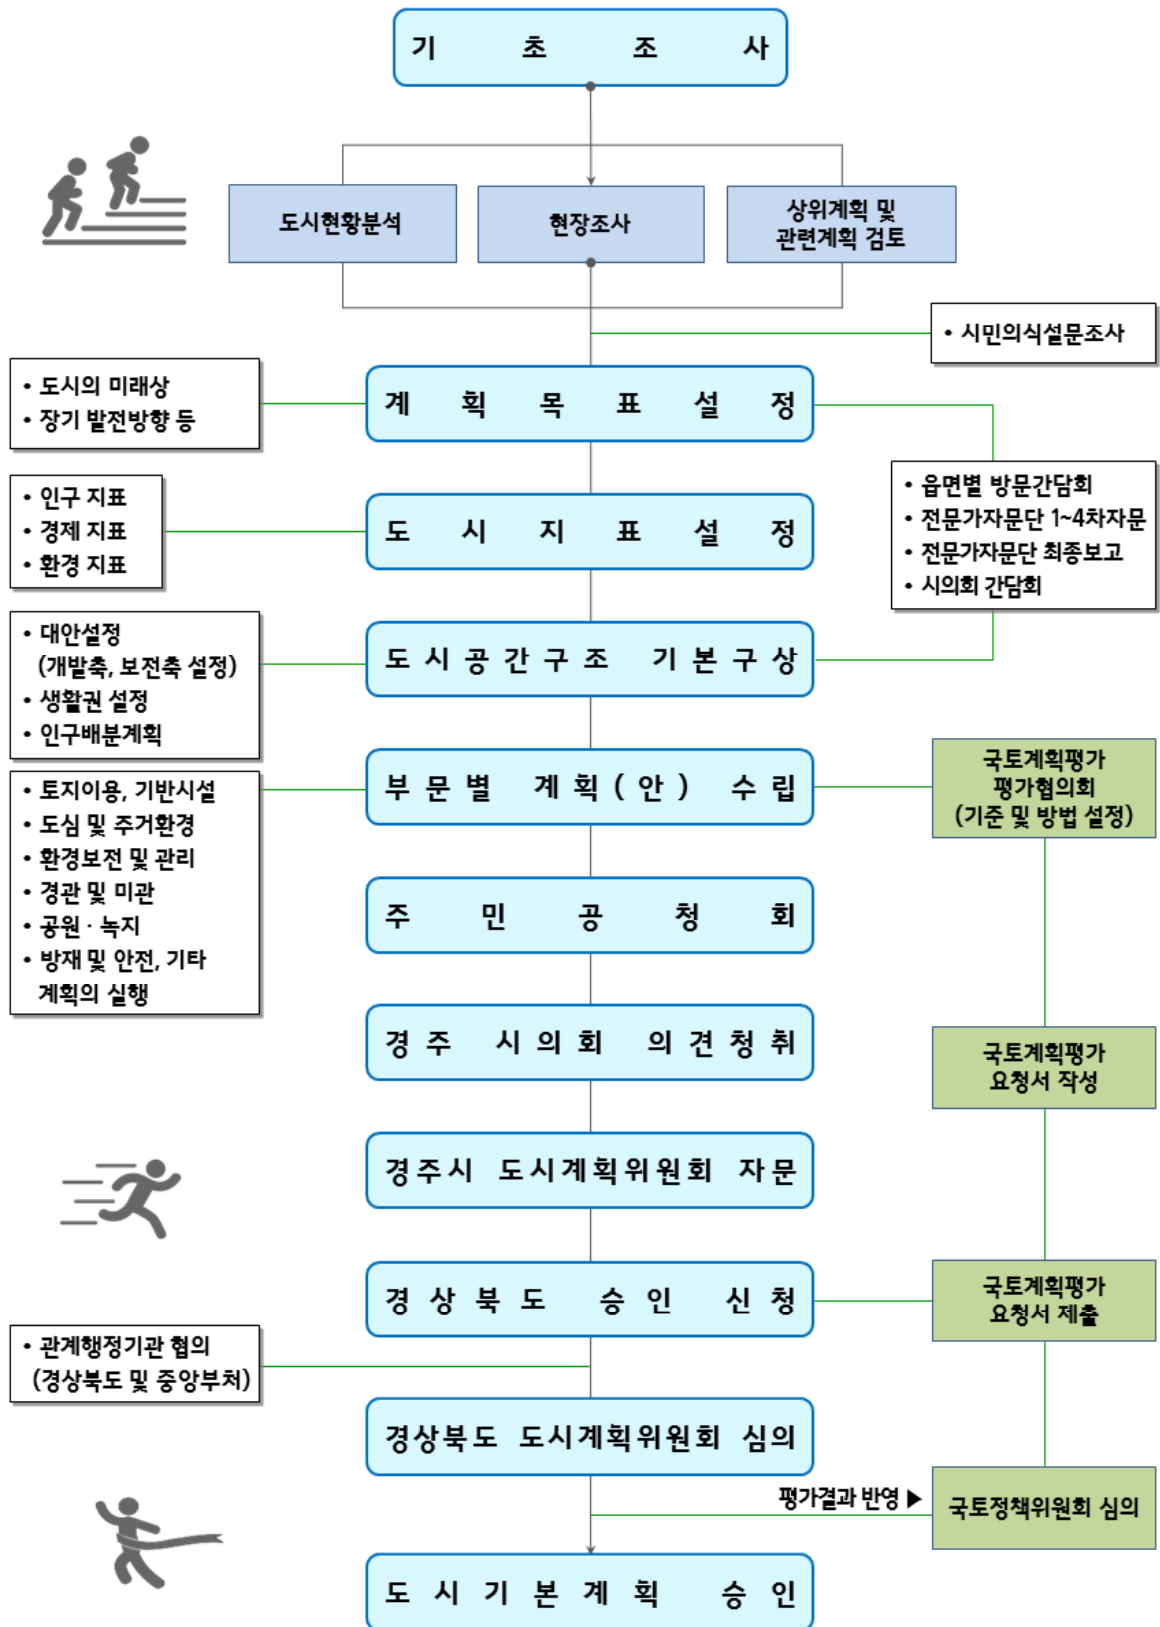 기초조사
도시현황분석
현장조사
상위계획 및
관련계획 검토
• 시민의식설문조사
• 도시의 미래상
• 장기 발전방향 등
계획목표설정
• 인구 지표
• 경제 지표
• 환경 지표
도시지표설정
• 읍면별 방문간담회
• 전문가자문단 1~4차자문
• 전문가자문단 최종보고
• 시의회 간담회
• 대안설정
(개발축, 보전축 설정)
• 생활권 설정
• 인구배분계획
도시공간구조 기본구상
• 토지이용, 기반시설
• 도심 및 주거환경
• 환경보전 및 관리
• 경관 및 미관
• 공원 · 녹지
• 방재 및 안전, 기타
계획의 실행
부문별 계획(안) 수립
국토계획평가
평가협의회
(기준 및 방법 설정)
주민공청회
경주 시의회 의견청취
국토계획평가
요청서 작성
경주시 도시계획위원회 자문
경상북도 승인 신청
국토계획평가
요청서 제출
• 관계행정기관 협의
(경상북도 및 중앙부처)
경상북도 도시계획위원회 심의
평가결과 반영 ▶
국토정책위원회 심의
도시기본계획 승인